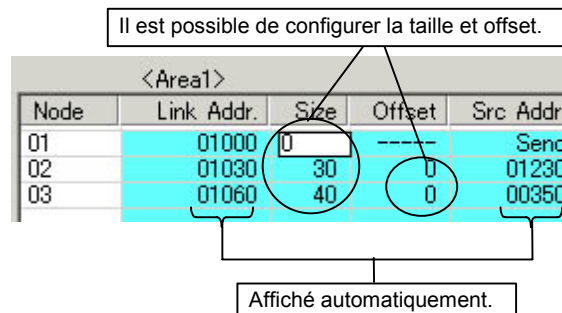 Il est possible de configurer la taille et offset.
<Area1>
Node Link Addr. Size Offset Src Addr
01 01000 0 ----- Send
02 01030 30 0 01230
03 01060 40 0 00350
Affiché automatiquement.